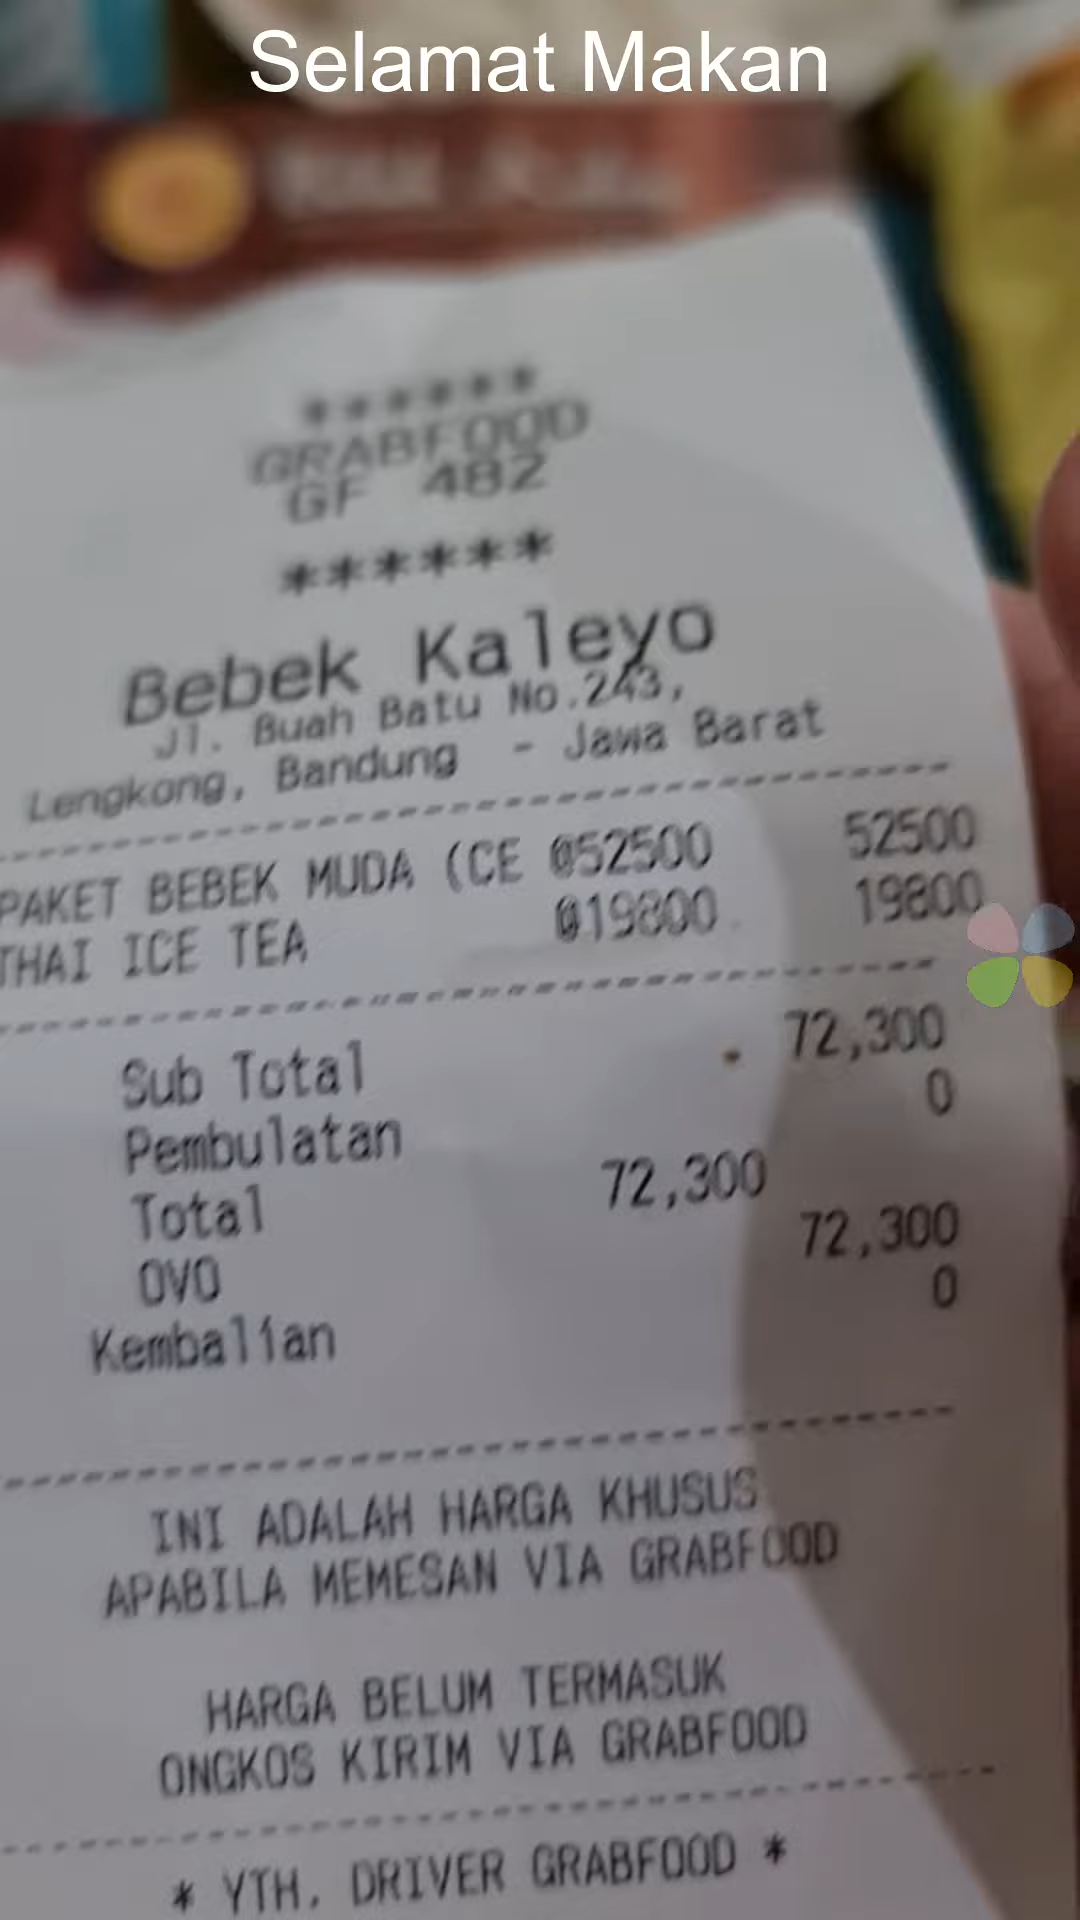 Selamat Makan
******
GRABFOOD
GF 482
******
Bebek Kaleyo
Jl. Buah Batu No.243,
Lengkong, Bandung - Jawa Barat
PAKET BEBEK MUDA (CE @52500 52500
THAI ICE TEA @19800 19800
Sub Total 72,300
Pembulatan 0
Total 72,300
OVO 72,300
Kembalian 0
INI ADALAH HARGA KHUSUS
APABILA MEMESAN VIA GRABFOOD
HARGA BELUM TERMASUK
ONGKOS KIRIM VIA GRABFOOD
* YTH. DRIVER GRABFOOD *